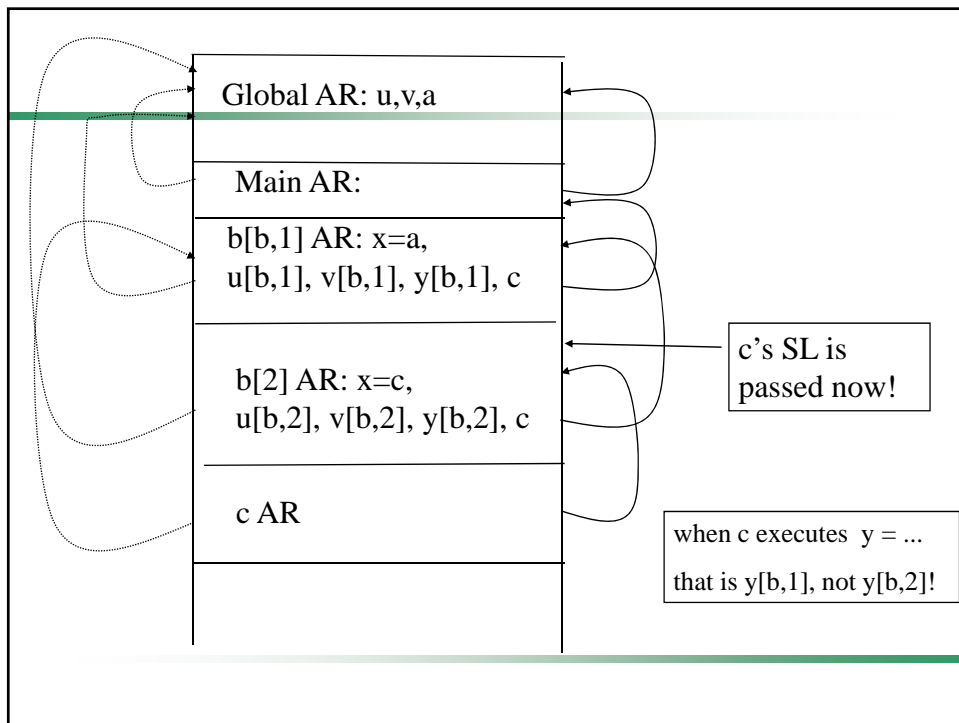 Global AR: u,v,a
Main AR:
b[b,1] AR: x=a,
u[b,1], v[b,1], y[b,1], c
b[2] AR: x=c,
u[b,2], v[b,2], y[b,2], c
c AR
c’s SL is
passed now!
when c executes y = ...
that is y[b,1], not y[b,2]!